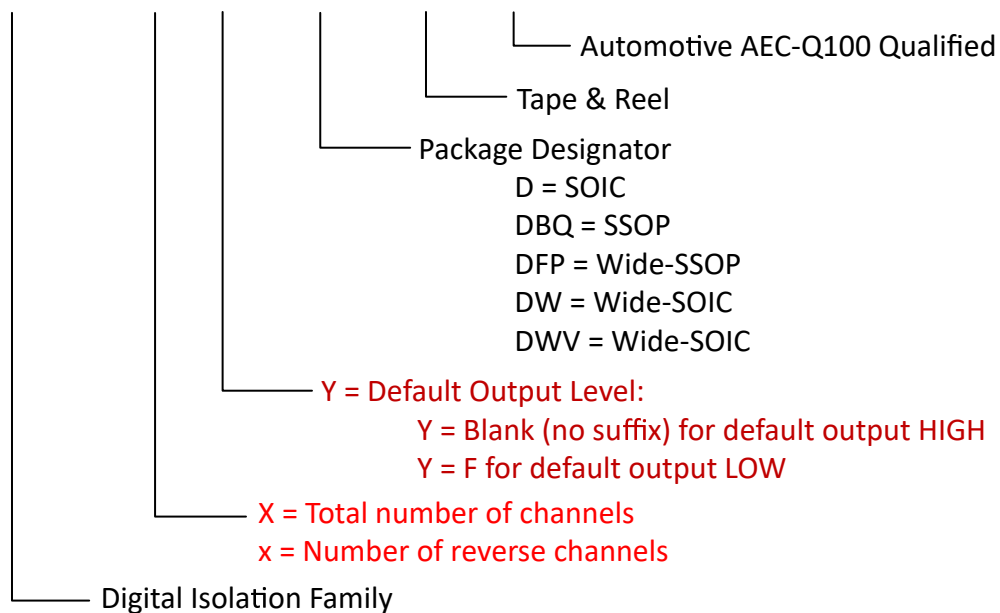 Automotive AEC-Q100 Qualified
Tape & Reel
Package Designator
D = SOIC
DBQ = SSOP
DFP = Wide-SSOP
DW = Wide-SOIC
DWV = Wide-SOIC
Y = Default Output Level:
Y = Blank (no suffix) for default output HIGH
Y = F for default output LOW
X = Total number of channels
x = Number of reverse channels
Digital Isolation Family